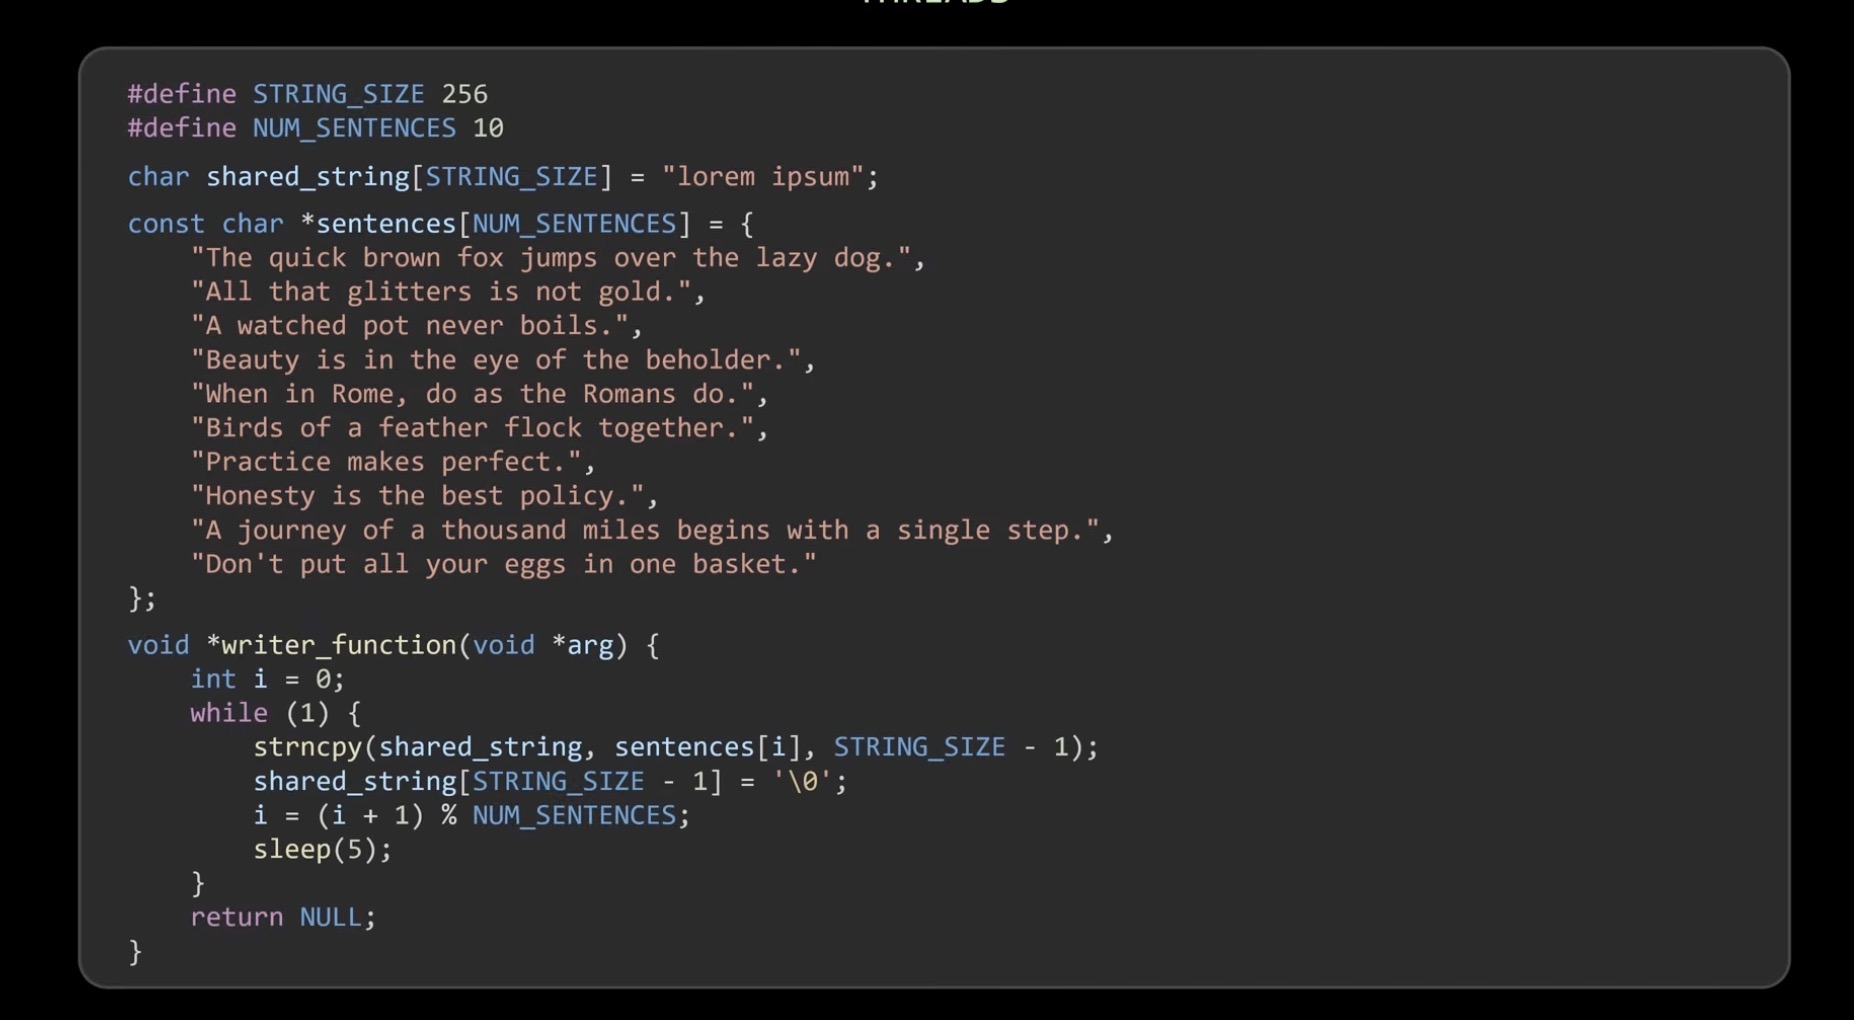 THREADS
#define STRING_SIZE 256
#define NUM_SENTENCES 10
char shared_string[STRING_SIZE] = "lorem ipsum";
const char *sentences[NUM_SENTENCES] = {
    "The quick brown fox jumps over the lazy dog.",
    "All that glitters is not gold.",
    "A watched pot never boils.",
    "Beauty is in the eye of the beholder.",
    "When in Rome, do as the Romans do.",
    "Birds of a feather flock together.",
    "Practice makes perfect.",
    "Honesty is the best policy.",
    "A journey of a thousand miles begins with a single step.",
    "Don't put all your eggs in one basket."
};
void *writer_function(void *arg) {
    int i = 0;
    while (1) {
        strncpy(shared_string, sentences[i], STRING_SIZE - 1);
        shared_string[STRING_SIZE - 1] = '\0';
        i = (i + 1) % NUM_SENTENCES;
        sleep(5);
    }
    return NULL;
}